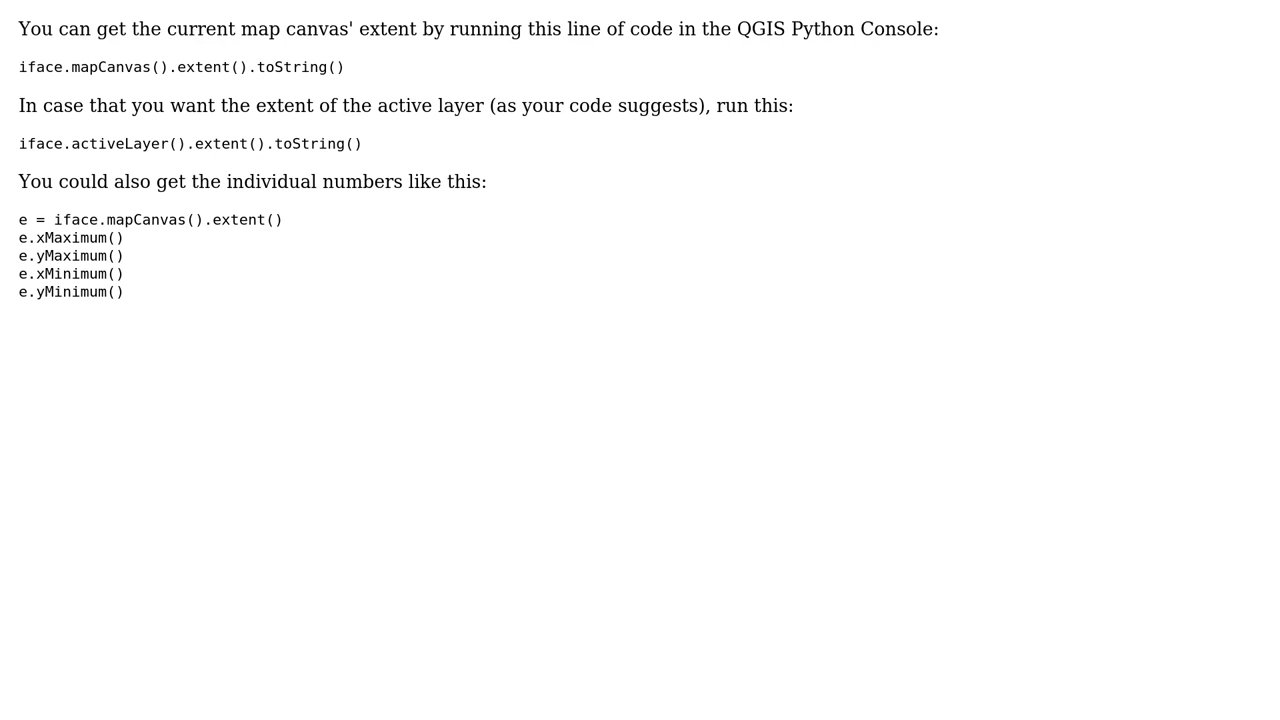 You can get the current map canvas' extent by running this line of code in the QGIS Python Console:
iface.mapCanvas().extent().toString()
In case that you want the extent of the active layer (as your code suggests), run this:
iface.activeLayer().extent().toString()
You could also get the individual numbers like this:
e = iface.mapCanvas().extent()
e.xMaximum()
e.yMaximum()
e.xMinimum()
e.yMinimum()